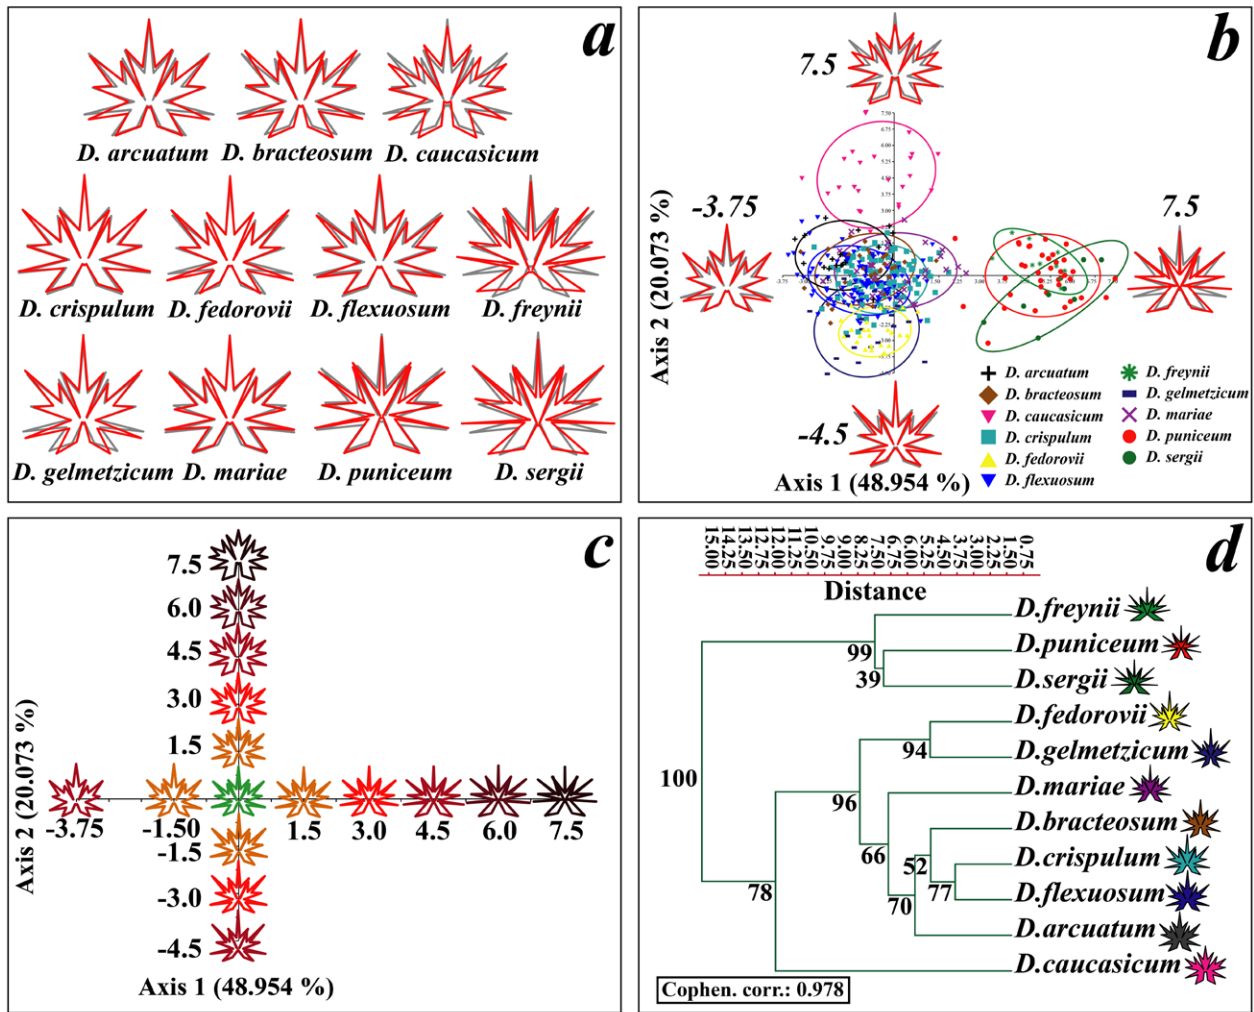 a
D. arcuatum D. bracteosum D. caucasicum
D. crispulum D. fedorovii D. flexuosum D. freynii
D. gelmetzicum D. mariae D. puniceum D. sergii
b
7.5
-3.75
7.5
-4.5
Axis 2 (20.073 %)
Axis 1 (48.954 %)
D. arcuatum
D. bracteosum
D. caucasicum
D. crispulum
D. fedorovii
D. flexuosum
D. freynii
D. gelmetzicum
D. mariae
D. puniceum
D. sergii
c
7.5
6.0
4.5
3.0
1.5
-3.75 -1.50 1.5 3.0 4.5 6.0 7.5
-1.5
-3.0
-4.5
Axis 2 (20.073 %)
Axis 1 (48.954 %)
d
15.00 14.25 13.50 12.75 12.00 11.25 10.50 9.75 9.00 8.25 7.50 6.75 6.00 5.25 4.50 3.75 3.00 2.25 1.50 0.75
Distance
D.freynii
D.puniceum
D.sergii
D.fedorovii
D.gelmetzicum
D.mariae
D.bracteosum
D.crispulum
D.flexuosum
D.arcuatum
D.caucasicum
99
39
94
100
96
66
52
77
70
78
Cophen. corr.: 0.978